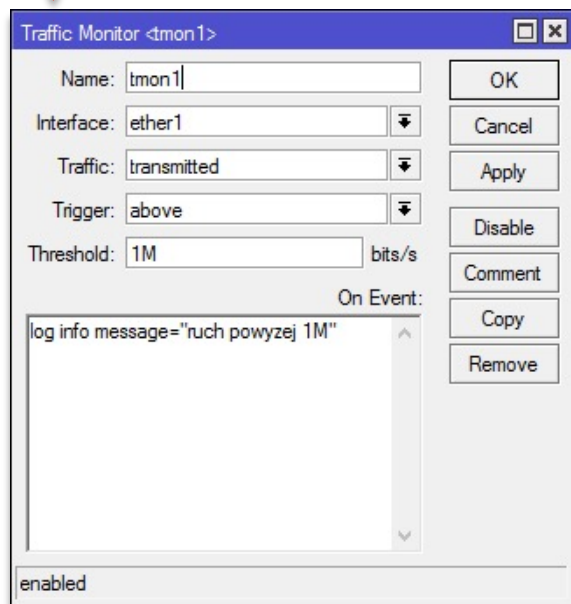 Traffic Monitor <tmon1>
Name: tmon1
OK
Interface: ether1
Cancel
Traffic: transmitted
Apply
Trigger: above
Disable
Threshold: 1M bits/s
Comment
On Event:
Copy
log info message="ruch powyzej 1M"
Remove
enabled